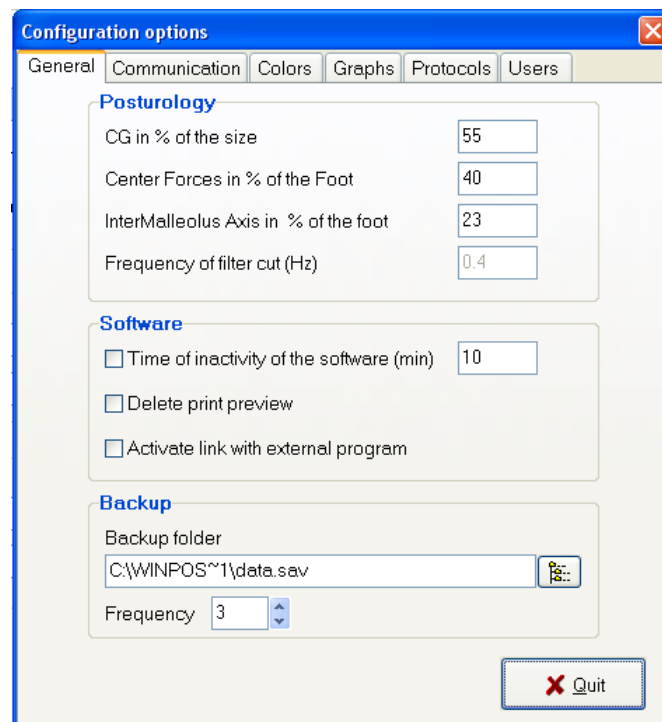 Configuration options
General Communication Colors Graphs Protocols Users
Posturology
CG in % of the size 55
Center Forces in % of the Foot 40
InterMalleolus Axis in % of the foot 23
Frequency of filter cut (Hz) 0.4
Software
Time of inactivity of the software (min) 10
Delete print preview
Activate link with external program
Backup
Backup folder
C:\WINPOS~1\data.sav
Frequency 3
Quit